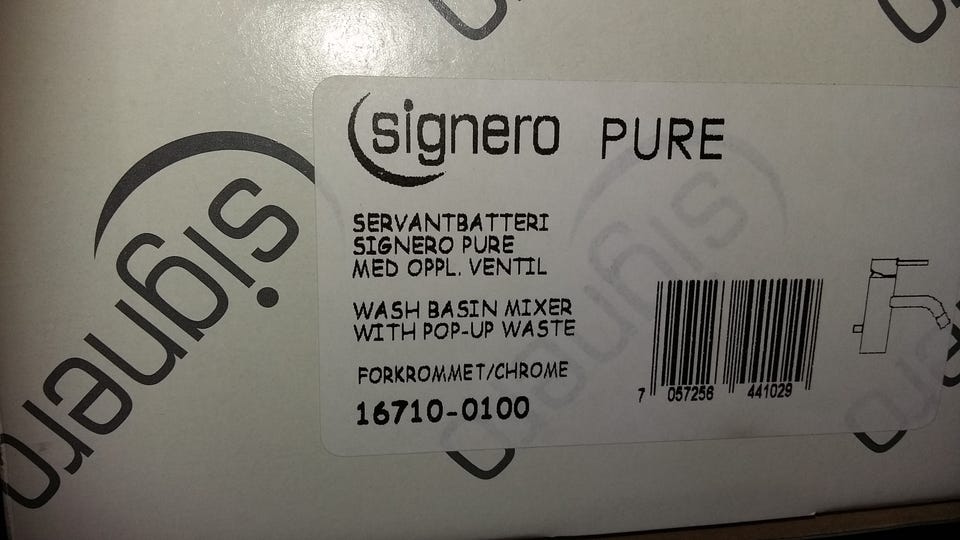 signero PURE
SERVANTBATTERI
SIGNERO PURE
MED OPPL. VENTIL
WASH BASIN MIXER
WITH POP-UP WASTE
FORKROMMET/CHROME
16710-0100
7 057256 441029
signero
signero